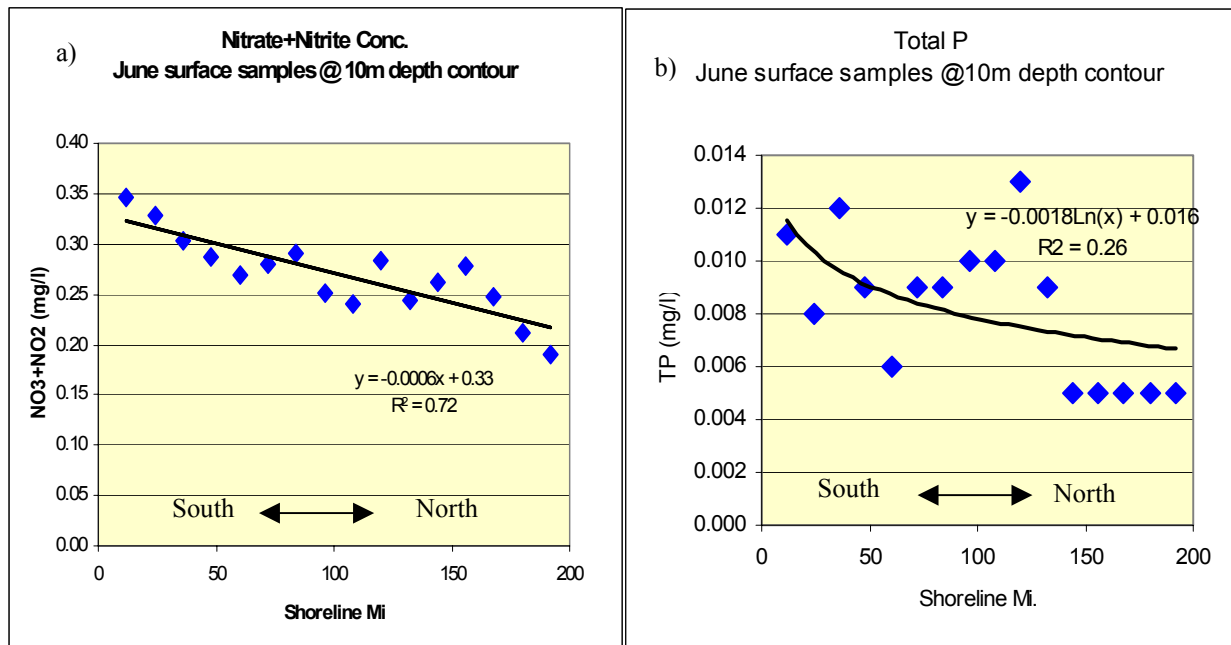 a)
Nitrate+Nitrite Conc.
June surface samples @ 10m depth contour
NO3+NO2 (mg/l)
0.40
0.35
0.30
0.25
0.20
0.15
0.10
0.05
0.00
y = -0.0006x + 0.33
R² = 0.72
South
North
0 50 100 150 200
Shoreline Mi
b)
Total P
June surface samples @10m depth contour
TP (mg/l)
0.014
0.012
0.010
0.008
0.006
0.004
0.002
0.000
y = -0.0018Ln(x) + 0.016
R2 = 0.26
South
North
0 50 100 150 200
Shoreline Mi.